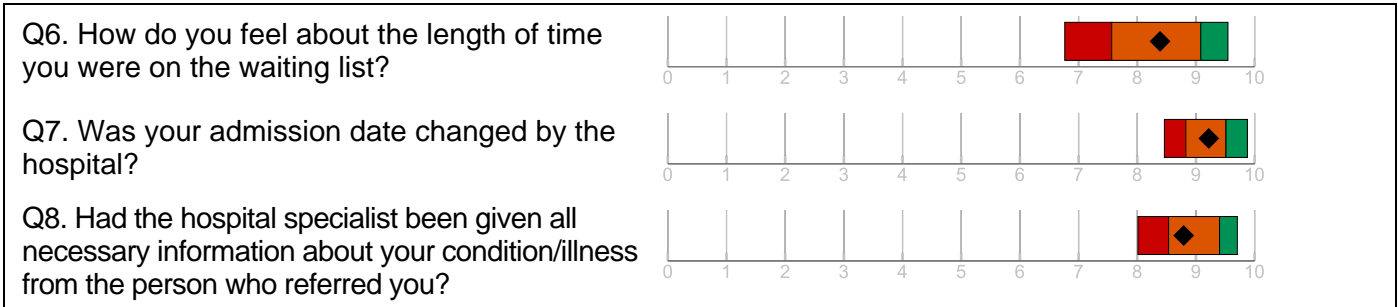 Q6. How do you feel about the length of time
you were on the waiting list?
0 1 2 3 4 5 6 7 8 9 10
Q7. Was your admission date changed by the
hospital?
0 1 2 3 4 5 6 7 8 9 10
Q8. Had the hospital specialist been given all
necessary information about your condition/illness
from the person who referred you?
0 1 2 3 4 5 6 7 8 9 10